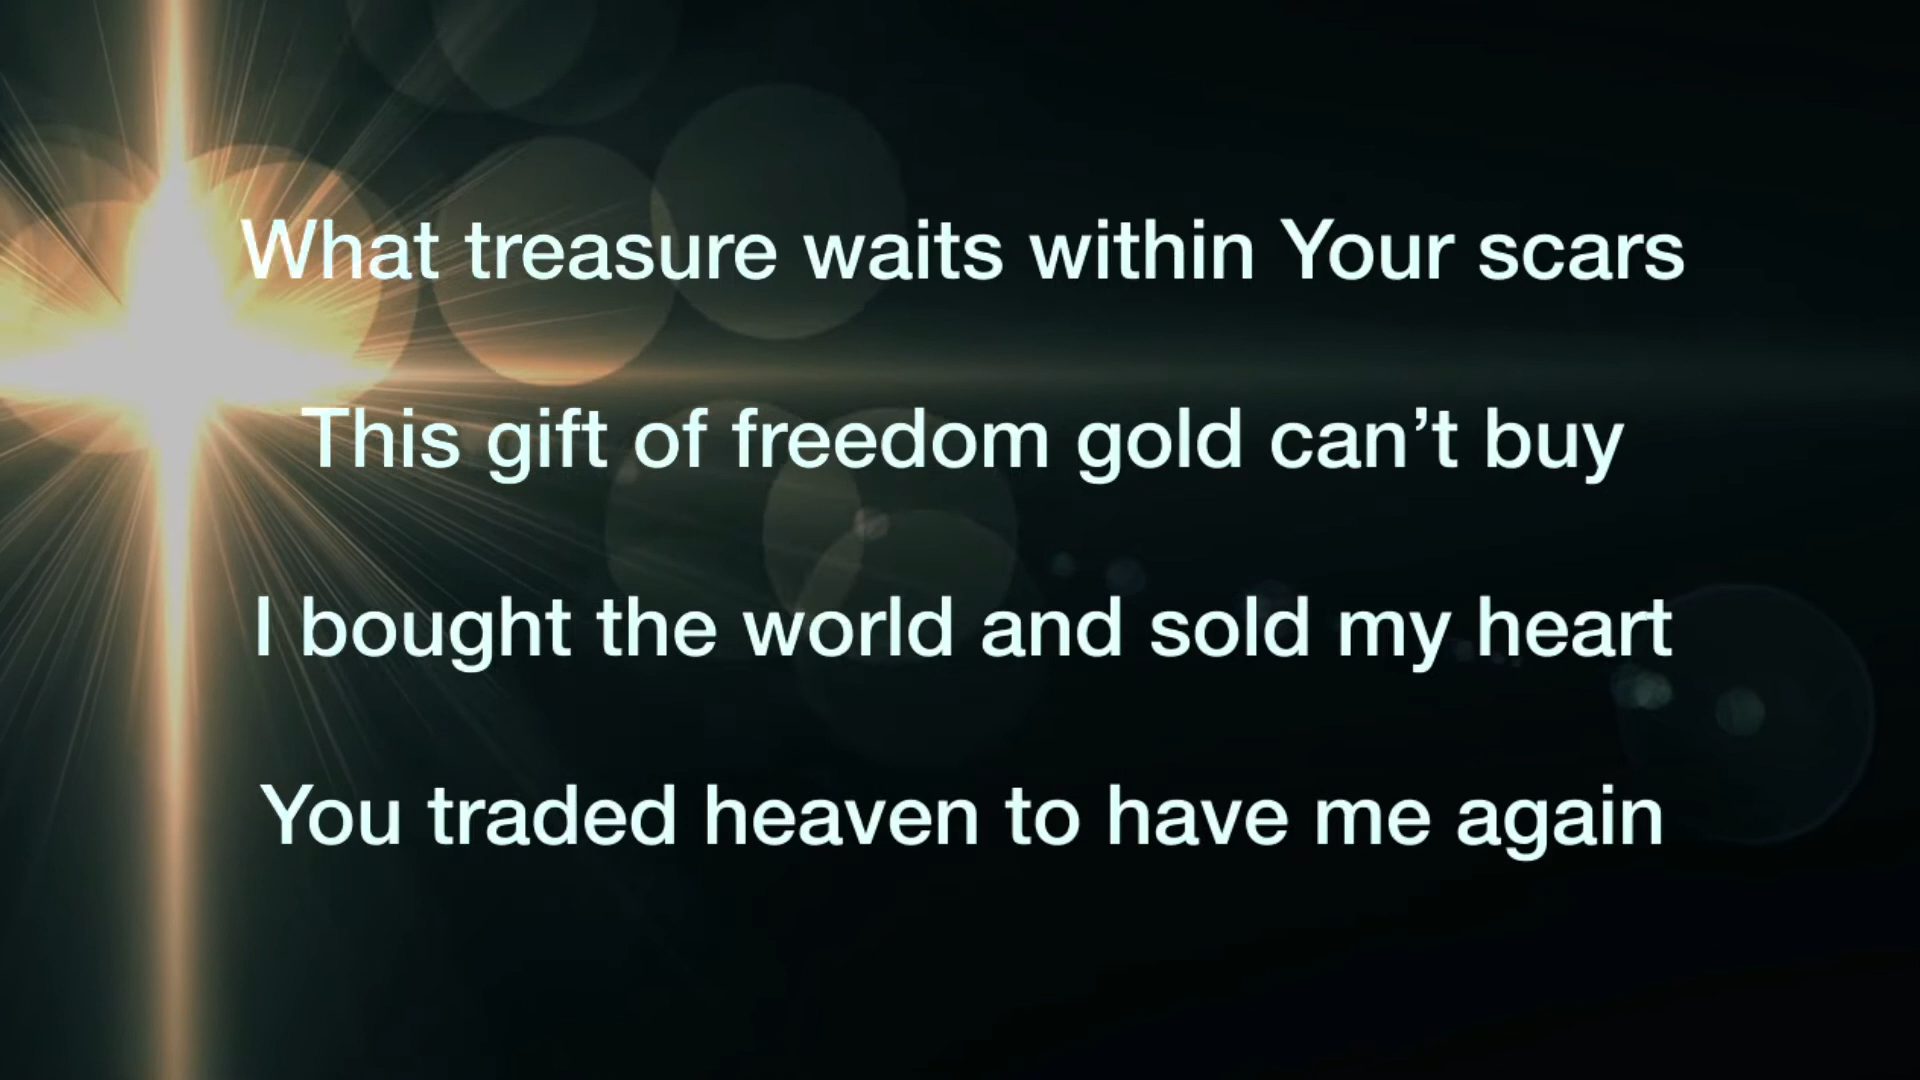 What treasure waits within Your scars
This gift of freedom gold can’t buy
I bought the world and sold my heart
You traded heaven to have me again